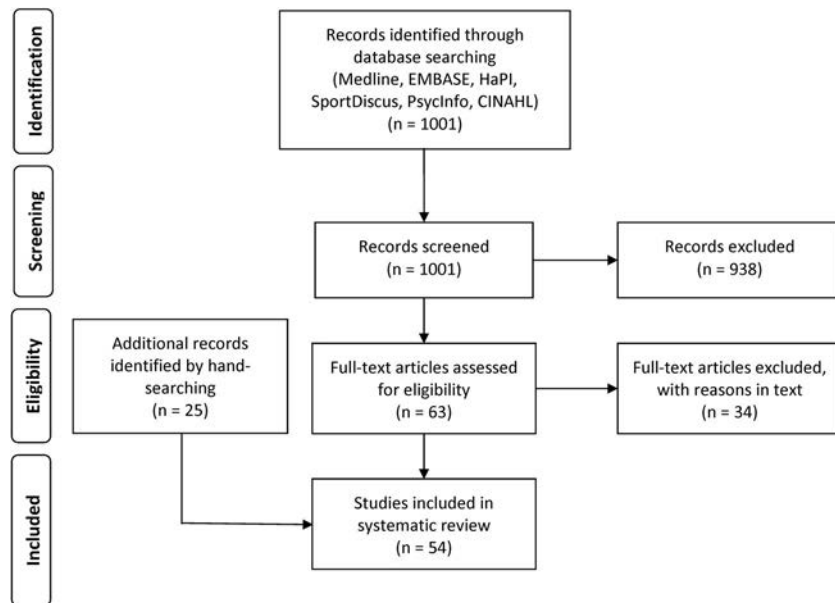 Identification
Records identified through
database searching
(Medline, EMBASE, HaPI,
SportDiscus, PsycInfo, CINAHL)
(n = 1001)
Screening
Records screened
(n = 1001)
Records excluded
(n = 938)
Eligibility
Additional records
identified by hand-
searching
(n = 25)
Full-text articles assessed
for eligibility
(n = 63)
Full-text articles excluded,
with reasons in text
(n = 34)
Included
Studies included in
systematic review
(n = 54)